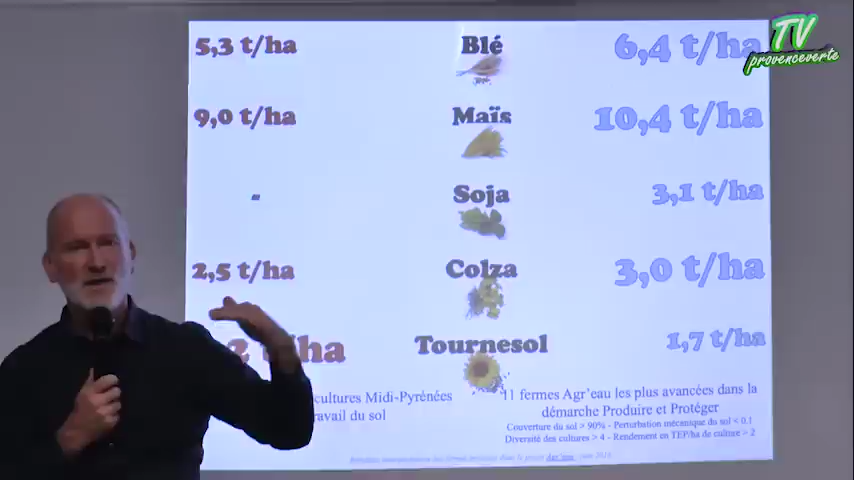 5,3 t/ha Blé 6,4 t/ha
9,0 t/ha Maïs 10,4 t/ha
- Soja 3,1 t/ha
2,5 t/ha Colza 3,0 t/ha
t/ha Tournesol 1,7 t/ha
cultures Midi-Pyrénées
ravail du sol
11 fermes Agr'eau les plus avancées dans la
démarche Produire et Protéger
Couverture du sol > 90% - Perturbation mécanique du sol < 0.1
Diversité des cultures > 4 - Rendement en TEP/ha de culture > 2
TV
provenceverte